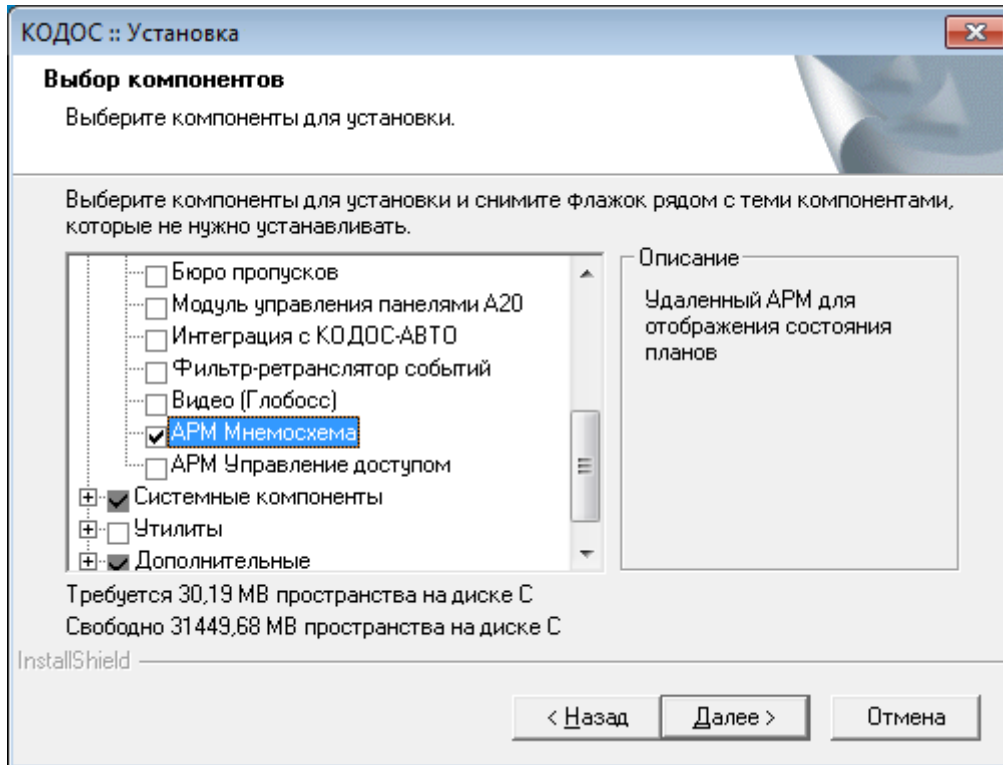 КОДОС :: Установка
Выбор компонентов
Выберите компоненты для установки.
Выберите компоненты для установки и снимите флажок рядом с теми компонентами,
которые не нужно устанавливать.
Бюро пропусков
Модуль управления панелями А20
Интеграция с КОДОС-АВТО
Фильтр-ретранслятор событий
Видео (Глобосс)
АРМ Мнемосхема
АРМ Управление доступом
Системные компоненты
Утилиты
Дополнительные
Описание
Удаленный АРМ для
отображения состояния
планов
Требуется 30,19 MB пространства на диске C
Свободно 31449,68 MB пространства на диске C
InstallShield
< Назад
Далее >
Отмена